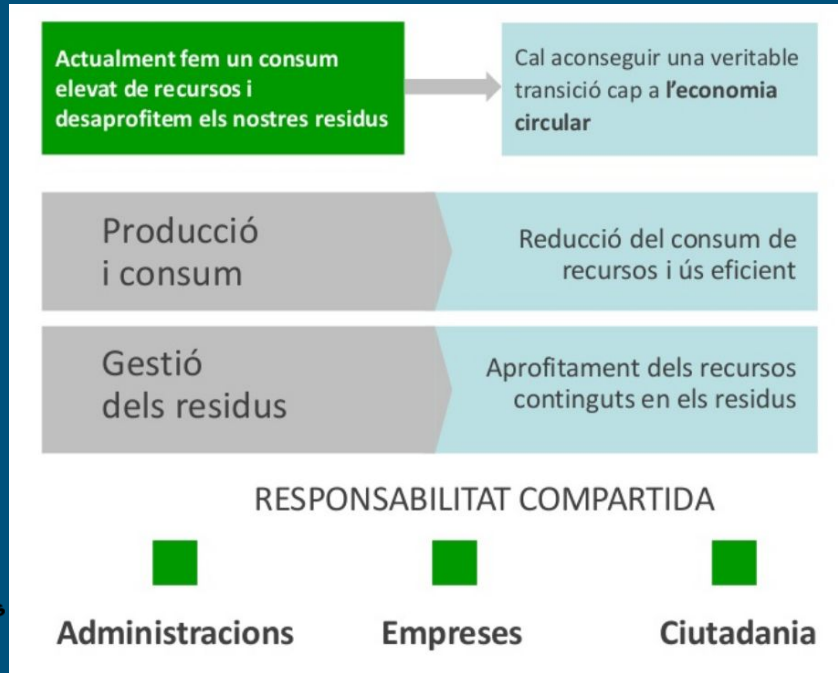 Actualment fem un consum
elevat de recursos i
desaprofitem els nostres residus
Cal aconseguir una veritable
transició cap a l'economia
circular
Producció
i consum
Reducció del consum de
recursos i ús eficient
Gestió
dels residus
Aprofitament dels recursos
continguts en els residus
RESPONSABILITAT COMPARTIDA
Administracions
Empreses
Ciutadania